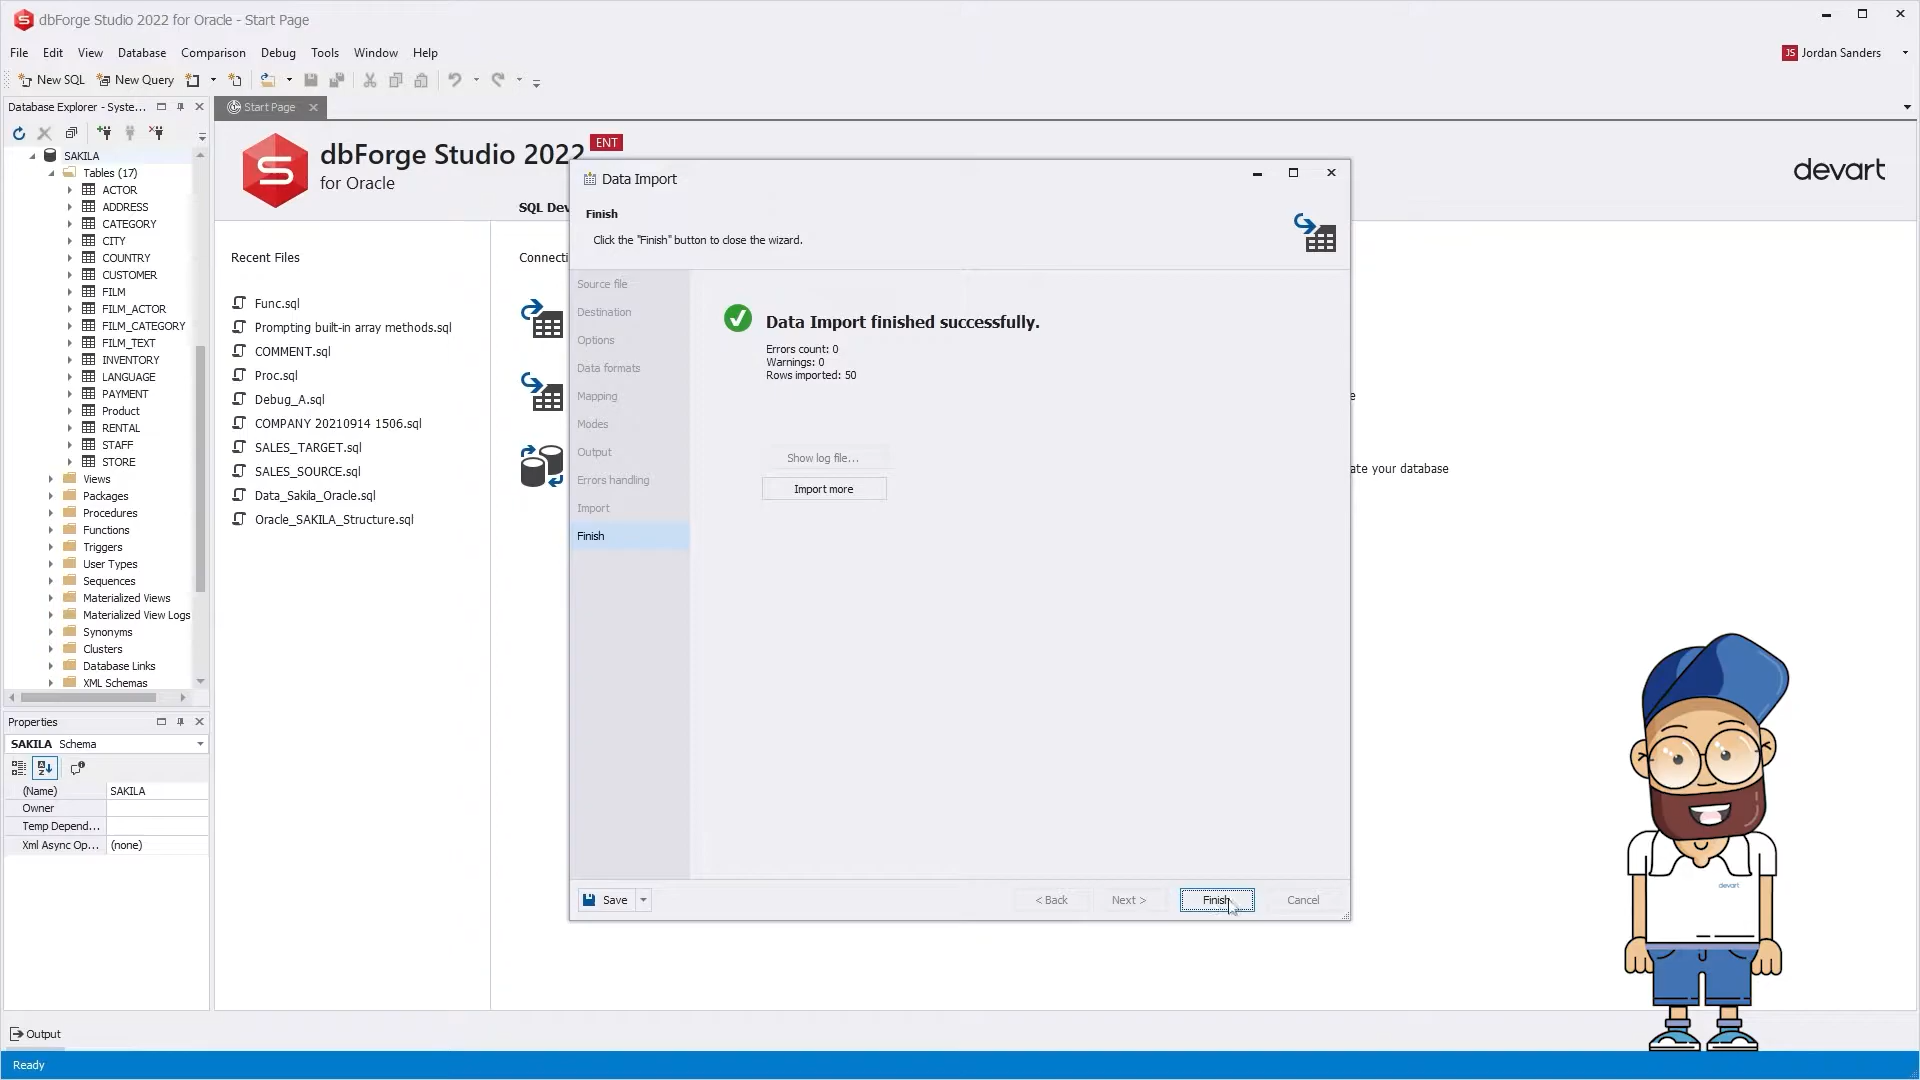 dbForge Studio 2022 for Oracle - Start Page
File Edit View Database Comparison Debug Tools Window Help
JS Jordan Sanders
New SQL New Query
Database Explorer - Syste...
Start Page
SAKILA
Tables (17)
ACTOR
ADDRESS
CATEGORY
CITY
COUNTRY
CUSTOMER
FILM
FILM_ACTOR
FILM_CATEGORY
FILM_TEXT
INVENTORY
LANGUAGE
PAYMENT
Product
RENTAL
STAFF
STORE
Views
Packages
Procedures
Functions
Triggers
User Types
Sequences
Materialized Views
Materialized View Logs
Synonyms
Clusters
Database Links
XML Schemas
Properties
SAKILA Schema
(Name) SAKILA
Owner
Temp Depend...
Xml Async Op... (none)
Output
Ready
dbForge Studio 2022 ENT
for Oracle
devart
SQL Dev
Recent Files
Func.sql
Prompting built-in array methods.sql
COMMENT.sql
Proc.sql
Debug_A.sql
COMPANY 20210914 1506.sql
SALES_TARGET.sql
SALES_SOURCE.sql
Data_Sakila_Oracle.sql
Oracle_SAKILA_Structure.sql
Connecti
e
ate your database
Data Import
Finish
Click the "Finish" button to close the wizard.
Source file
Destination
Options
Data formats
Mapping
Modes
Output
Errors handling
Import
Finish
Data Import finished successfully.
Errors count: 0
Warnings: 0
Rows imported: 50
Show log file...
Import more
Save
< Back
Next >
Finish
Cancel
devart